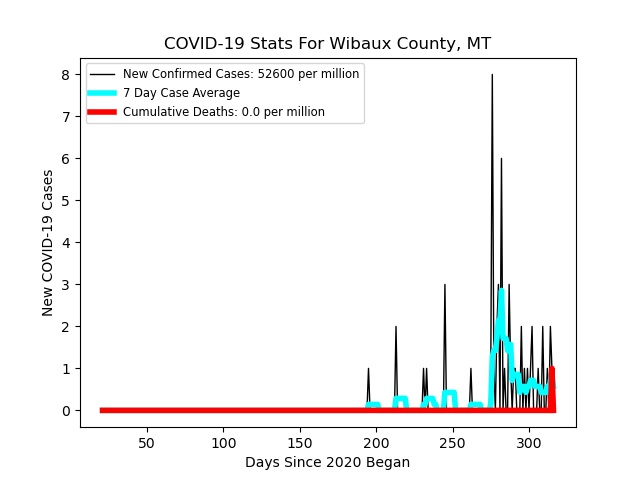 COVID-19 Stats For Wibaux County, MT
New Confirmed Cases: 52600 per million
7 Day Case Average
Cumulative Deaths: 0.0 per million
New COVID-19 Cases
8
7
6
5
4
3
2
1
0
50 100 150 200 250 300
Days Since 2020 Began